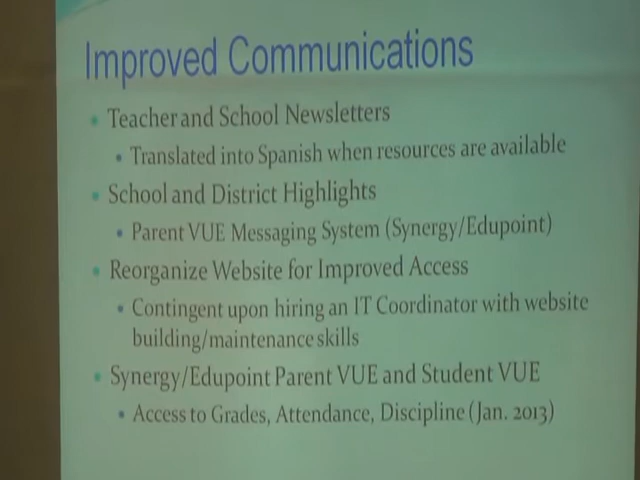 Improved Communications
• Teacher and School Newsletters
• Translated into Spanish when resources are available
• School and District Highlights
• Parent VUE Messaging System (Synergy/Edupoint)
• Reorganize Website for Improved Access
• Contingent upon hiring an IT Coordinator with website
building/maintenance skills
• Synergy/Edupoint Parent VUE and Student VUE
• Access to Grades, Attendance, Discipline (Jan. 2013)